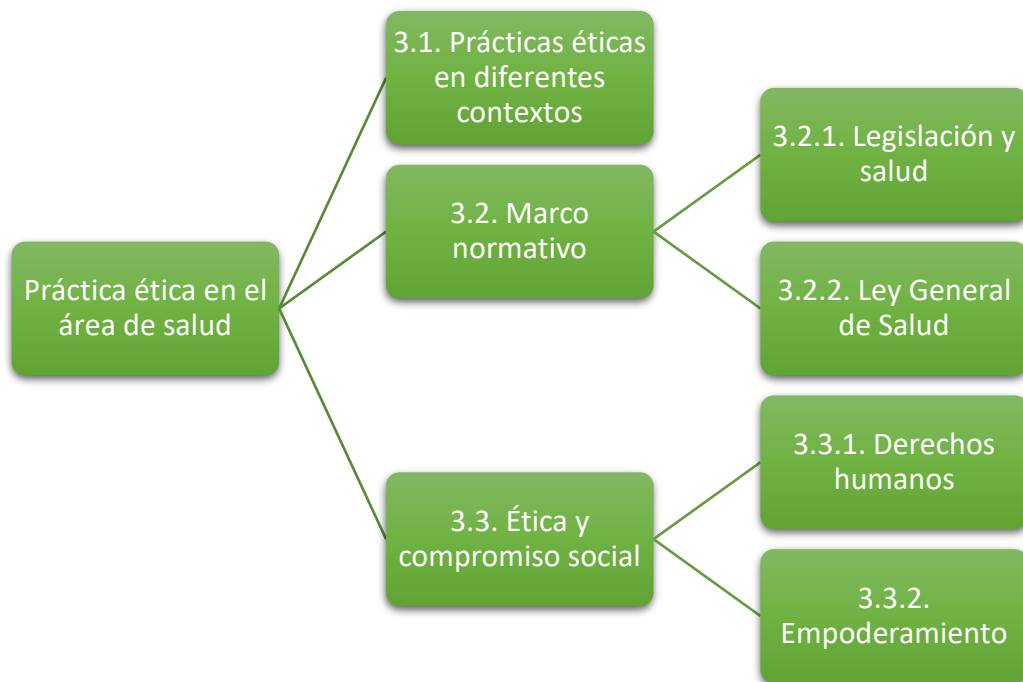 Práctica ética en el
área de salud
3.1. Prácticas éticas
en diferentes
contextos
3.2. Marco
normativo
3.2.1. Legislación y
salud
3.2.2. Ley General
de Salud
3.3. Ética y
compromiso social
3.3.1. Derechos
humanos
3.3.2.
Empoderamiento